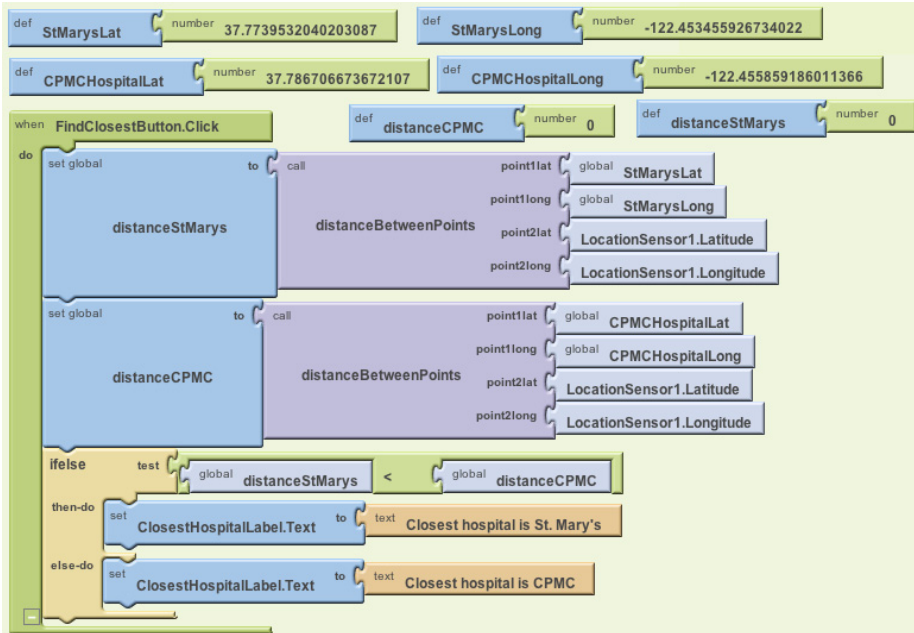 def StMarysLat number 37.7739532040203087 def StMarysLong number -122.453455926734022
def CPMCHospitalLat number 37.786706673672107 def CPMCHospitalLong number -122.455859186011366
when FindClosestButton.Click def distanceCPMC number 0 def distanceStMarys number 0
do set global to call point1lat global StMarysLat
point1long global StMarysLong
distanceStMarys distanceBetweenPoints
point2lat LocationSensor1.Latitude
point2long LocationSensor1.Longitude
set global to call point1lat global CPMCHospitalLat
point1long global CPMCHospitalLong
distanceCPMC distanceBetweenPoints
point2lat LocationSensor1.Latitude
point2long LocationSensor1.Longitude
ifelse test global distanceStMarys < global distanceCPMC
then-do set ClosestHospitalLabel.Text to text Closest hospital is St. Mary's
else-do set ClosestHospitalLabel.Text to text Closest hospital is CPMC